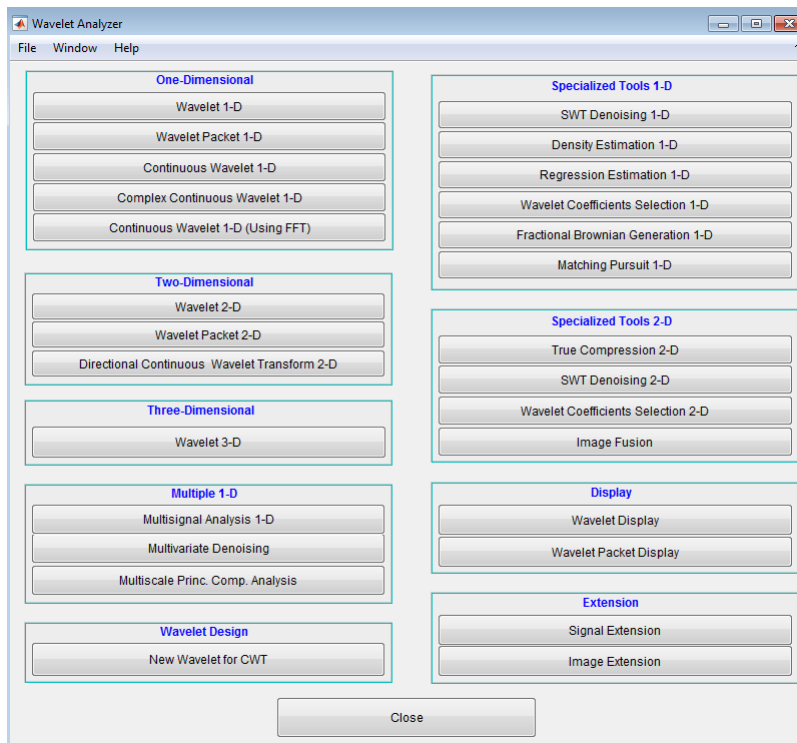 Wavelet Analyzer
File Window Help
One-Dimensional
Wavelet 1-D
Wavelet Packet 1-D
Continuous Wavelet 1-D
Complex Continuous Wavelet 1-D
Continuous Wavelet 1-D (Using FFT)
Two-Dimensional
Wavelet 2-D
Wavelet Packet 2-D
Directional Continuous Wavelet Transform 2-D
Three-Dimensional
Wavelet 3-D
Multiple 1-D
Multisignal Analysis 1-D
Multivariate Denoising
Multiscale Princ. Comp. Analysis
Wavelet Design
New Wavelet for CWT
Specialized Tools 1-D
SWT Denoising 1-D
Density Estimation 1-D
Regression Estimation 1-D
Wavelet Coefficients Selection 1-D
Fractional Brownian Generation 1-D
Matching Pursuit 1-D
Specialized Tools 2-D
True Compression 2-D
SWT Denoising 2-D
Wavelet Coefficients Selection 2-D
Image Fusion
Display
Wavelet Display
Wavelet Packet Display
Extension
Signal Extension
Image Extension
Close